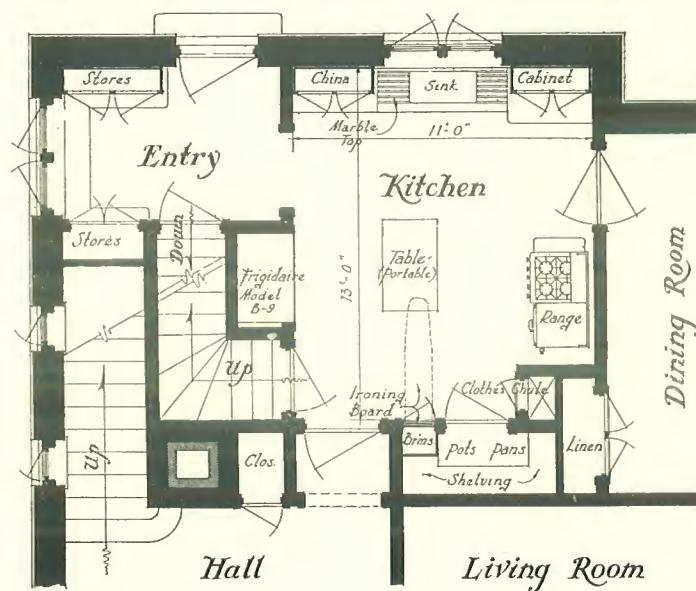 Stores
China
Sink
Cabinet
Marble
Top
11'-0"
Entry
Kitchen
Stores
Down
Frigidaire
Model
B-9
13'-0"
Table
(Portable)
Range
Dining Room
Up
Up
Ironing
Board
Clothes Chute
Brms
Pots Pans
Linen
Clos.
Shelving
Hall
Living Room